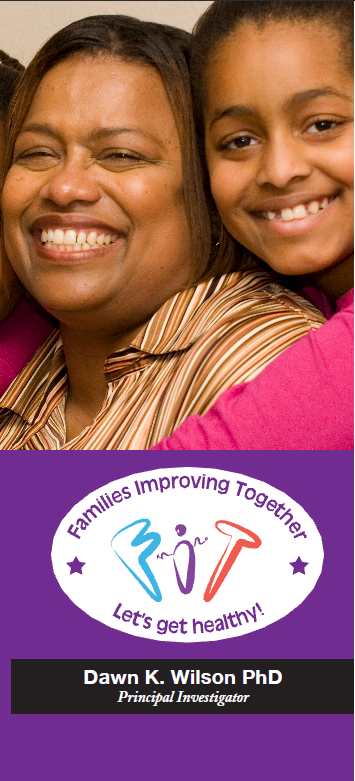 Families Improving Together
FIT
Let's get healthy!
Dawn K. Wilson PhD
Principal Investigator